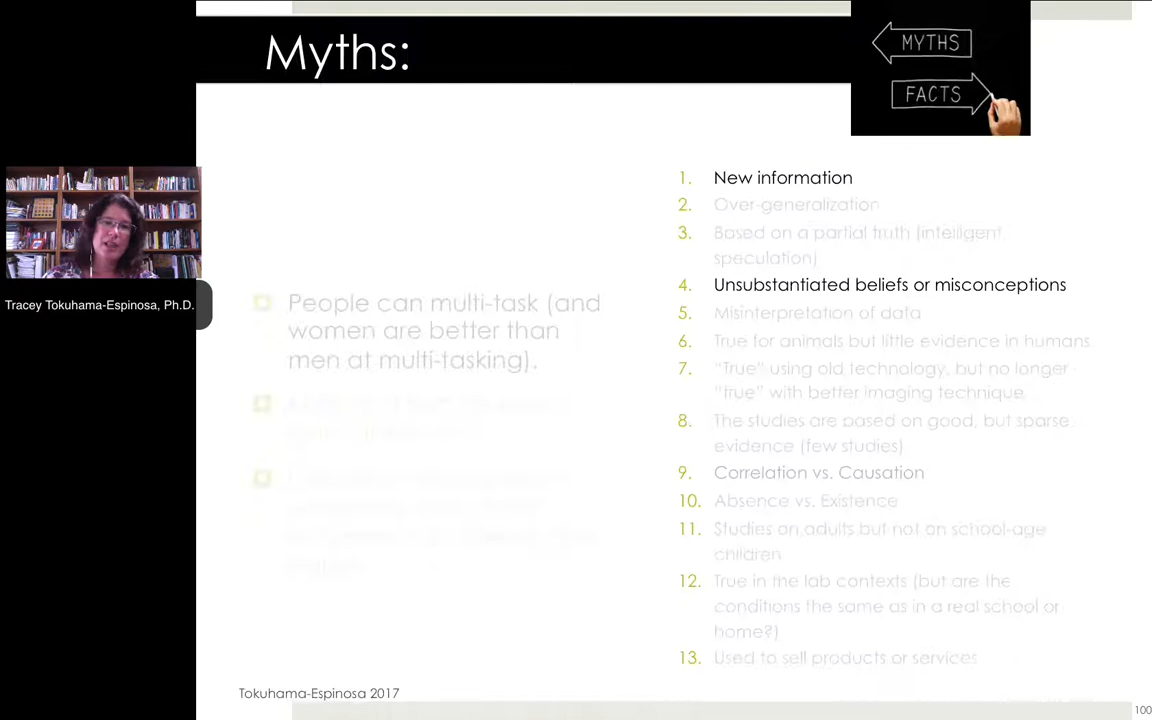 Myths:
MYTHS
FACTS
Tracey Tokuhama-Espinosa, Ph.D.
People can multi-task (and
women are better than
men at multi-tasking).
1. New information
2. Over-generalization
3. Based on a partial truth (intelligent
speculation)
4. Unsubstantiated beliefs or misconceptions
5. Misinterpretation of data
6. True for animals but little evidence in humans
7. “True” using old technology, but no longer
“true” with better imaging technique
8. The studies are based on good, but sparse
evidence (few studies)
9. Correlation vs. Causation
10. Absence vs. Existence
11. Studies on adults but not on school-age
children
12. True in the lab contexts (but are the
conditions the same as in a real school or
home?)
13. Used to sell products or services
Tokuhama-Espinosa 2017
100